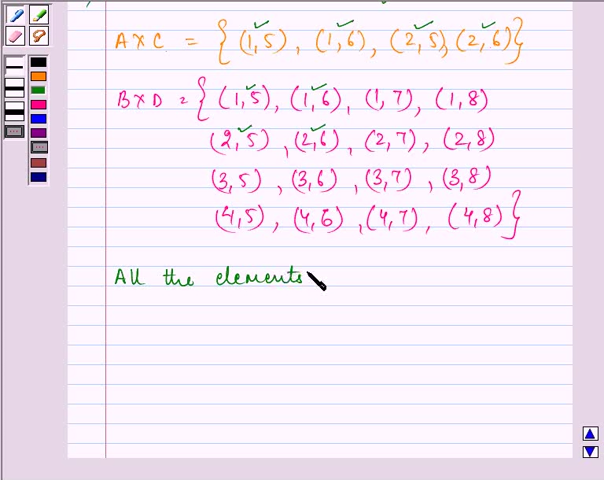 A×C = {(1,5), (1,6), (2,5),(2,6)}
B×D = {(1,5), (1,6), (1,7), (1,8)
(2,5) , (2,6) , (2,7) , (2,8)
(3,5) , (3,6) , (3,7) , (3,8)
(4,5) , (4,6) , (4,7) , (4,8)}
All the elements